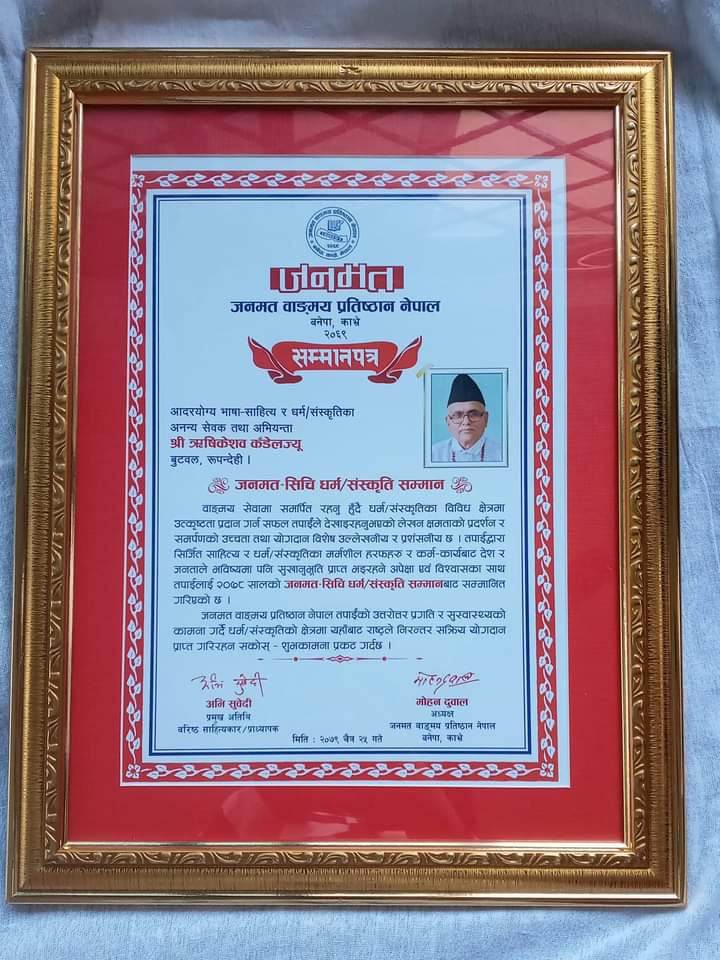 जनमत
जनमत वाङ्मय प्रतिष्ठान नेपाल
बनेपा, काभ्रे
२०६९
सम्मानपत्र
आदरयोग्य भाषा-साहित्य र धर्म/संस्कृतिका
अनन्य सेवक तथा अभियन्ता
श्री ऋषिकेशव कँडेलज्यू
बुटवल, रूपन्देही ।
जनमत-सिचि धर्म/संस्कृति सम्मान
वाङ्मय सेवामा समर्पित रहनु हुँदै धर्म/संस्कृतिका विविध क्षेत्रमा
उत्कृष्टता प्रदान गर्न सफल तपाईंले देखाइरहनुभएको लेखन क्षमताको प्रदर्शन र
समर्पणको उच्चता तथा योगदान विशेष उल्लेखनीय र प्रशंसनीय छ । तपाईंद्वारा
सिर्जित साहित्य र धर्म/संस्कृतिका मर्मशील हरफहरु र कर्म-कार्यबाट देश र
जनताले भविष्यमा पनि सुखानुभूति प्राप्त भइरहने अपेक्षा एवं विश्वासका साथ
तपाईंलाई २०७८ सालको जनमत-सिचि धर्म/संस्कृति सम्मानबाट सम्मानित
गरिएको छ ।
जनमत वाङ्मय प्रतिष्ठान नेपाल तपाईंको उत्तरोत्तर प्रगति र सुस्वास्थ्यको
कामना गर्दै धर्म/संस्कृतिको क्षेत्रमा यहाँबाट राष्ट्रले निरन्तर सक्रिय योगदान
प्राप्त गरिरहन सकोस् - शुभकामना प्रकट गर्दछ ।
अभि सुवेदी
प्रमुख अतिथि
वरिष्ठ साहित्यकार/प्राध्यापक
मोहन दुवाल
अध्यक्ष
जनमत वाङ्मय प्रतिष्ठान नेपाल
बनेपा, काभ्रे
मिति : २०७९ चैत्र २५ गते